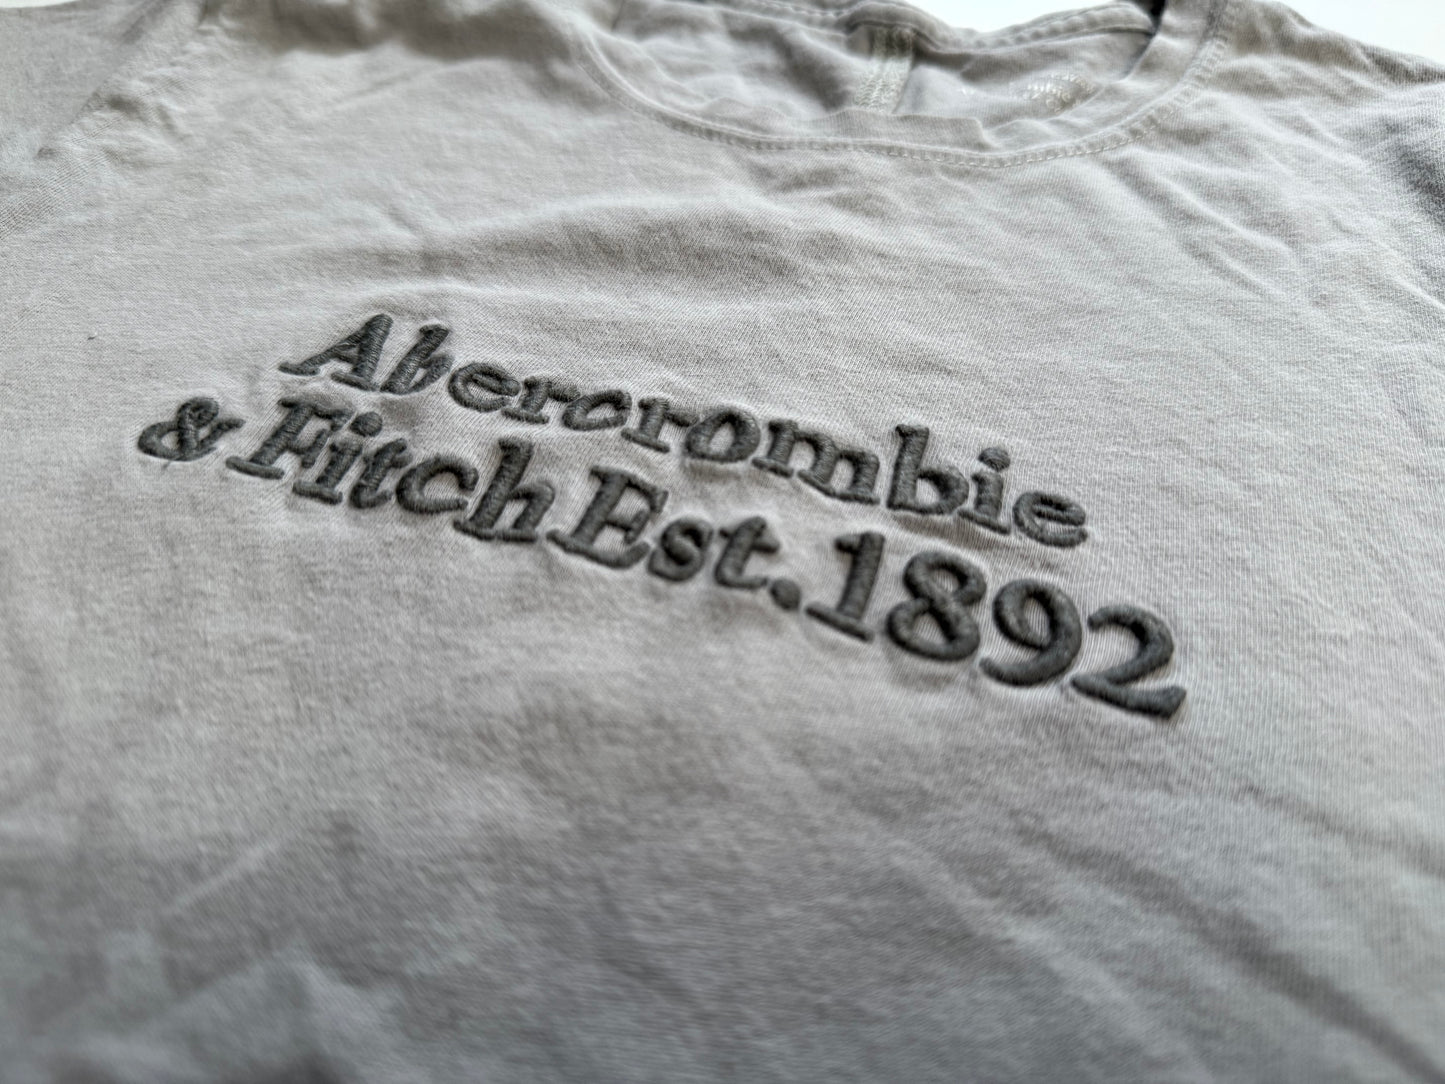 Abercrombie
& Fitch Est. 1892